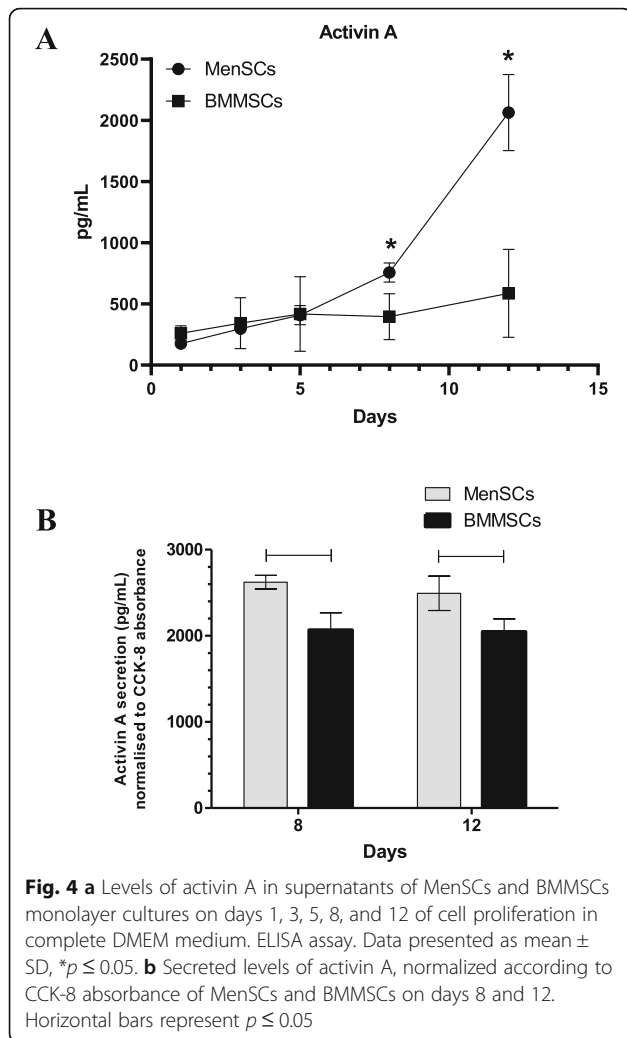 A
Activin A
MenSCs
BMMSCs
*
*
pg/mL
2500
2000
1500
1000
500
0
0 5 10 15
Days
B
MenSCs
BMMSCs
Activin A secretion (pg/mL)
normalised to CCK-8 absorbance
3000
2000
1000
0
8 12
Days
Fig. 4 a Levels of activin A in supernatants of MenSCs and BMMSCs
monolayer cultures on days 1, 3, 5, 8, and 12 of cell proliferation in
complete DMEM medium. ELISA assay. Data presented as mean ±
SD, *p ≤ 0.05. b Secreted levels of activin A, normalized according to
CCK-8 absorbance of MenSCs and BMMSCs on days 8 and 12.
Horizontal bars represent p ≤ 0.05